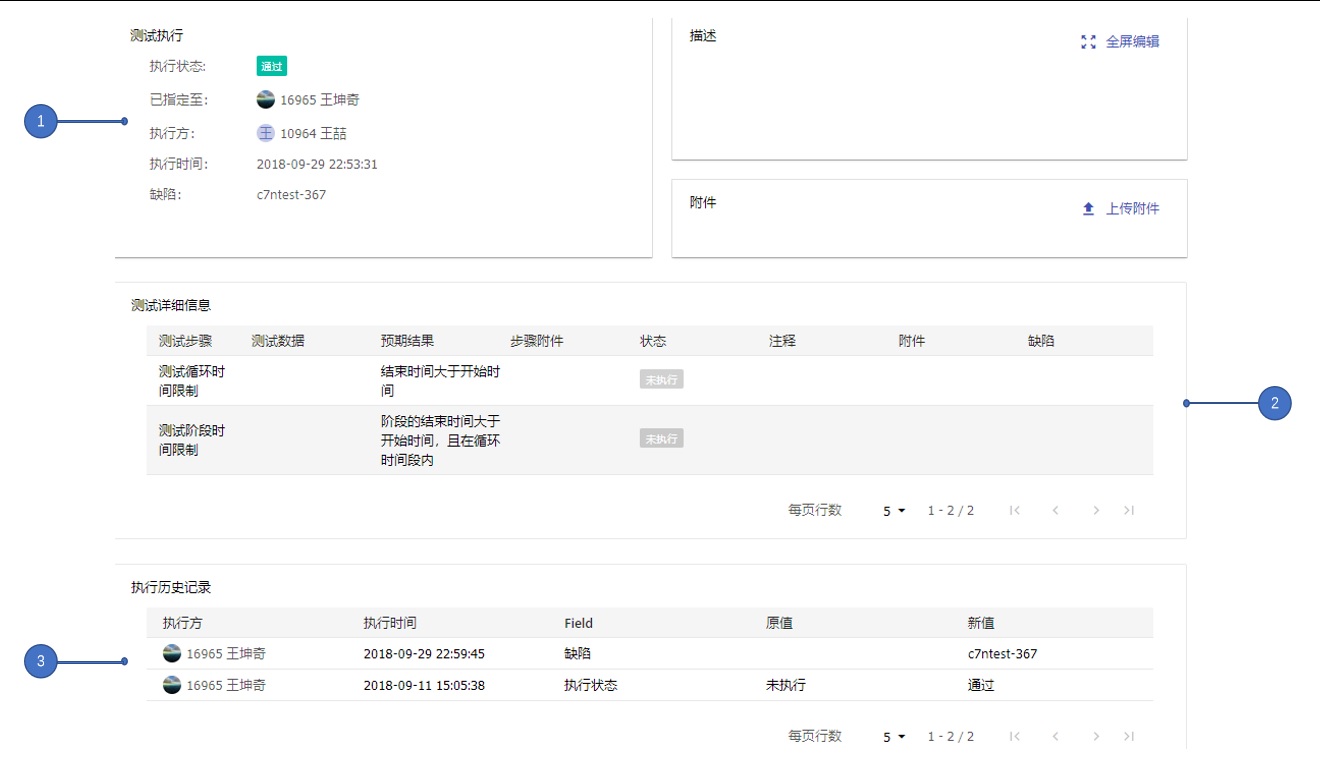 测试执行
执行状态: 通过
已指定至: 16965 王坤奇
执行方: 王 10964 王喆
执行时间: 2018-09-29 22:53:31
缺陷: c7ntest-367
1
描述 全屏编辑
附件 上传附件
测试详细信息
测试步骤 测试数据 预期结果 步骤附件 状态 注释 附件 缺陷
测试循环时 结束时间大于开始时 未执行
间限制 间
测试阶段时 阶段的结束时间大于 未执行
间限制 开始时间，且在循环
时间段内
2
每页行数 5 1 - 2 / 2
执行历史记录
执行方 执行时间 Field 原值 新值
16965 王坤奇 2018-09-29 22:59:45 缺陷 c7ntest-367
3
16965 王坤奇 2018-09-11 15:05:38 执行状态 未执行 通过
每页行数 5 1 - 2 / 2